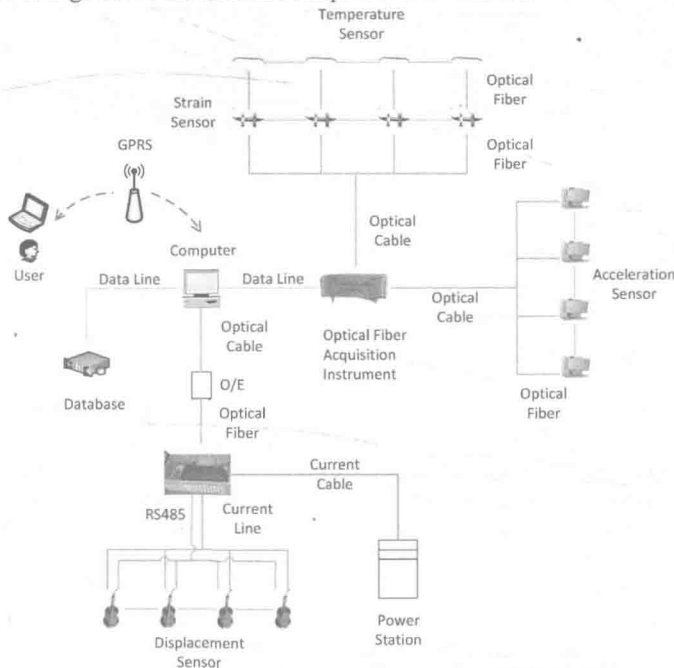 Temperature
Sensor
Optical
Fiber
Strain
Sensor
Optical
Fiber
GPRS
Optical
Cable
User
Computer
Data Line
Data Line
Optical
Cable
Acceleration
Sensor
Optical
Cable
Optical Fiber
Acquisition
Instrument
Database
O/E
Optical
Fiber
Optical
Fiber
Current
Cable
RS485
Current
Line
Power
Station
Displacement
Sensor